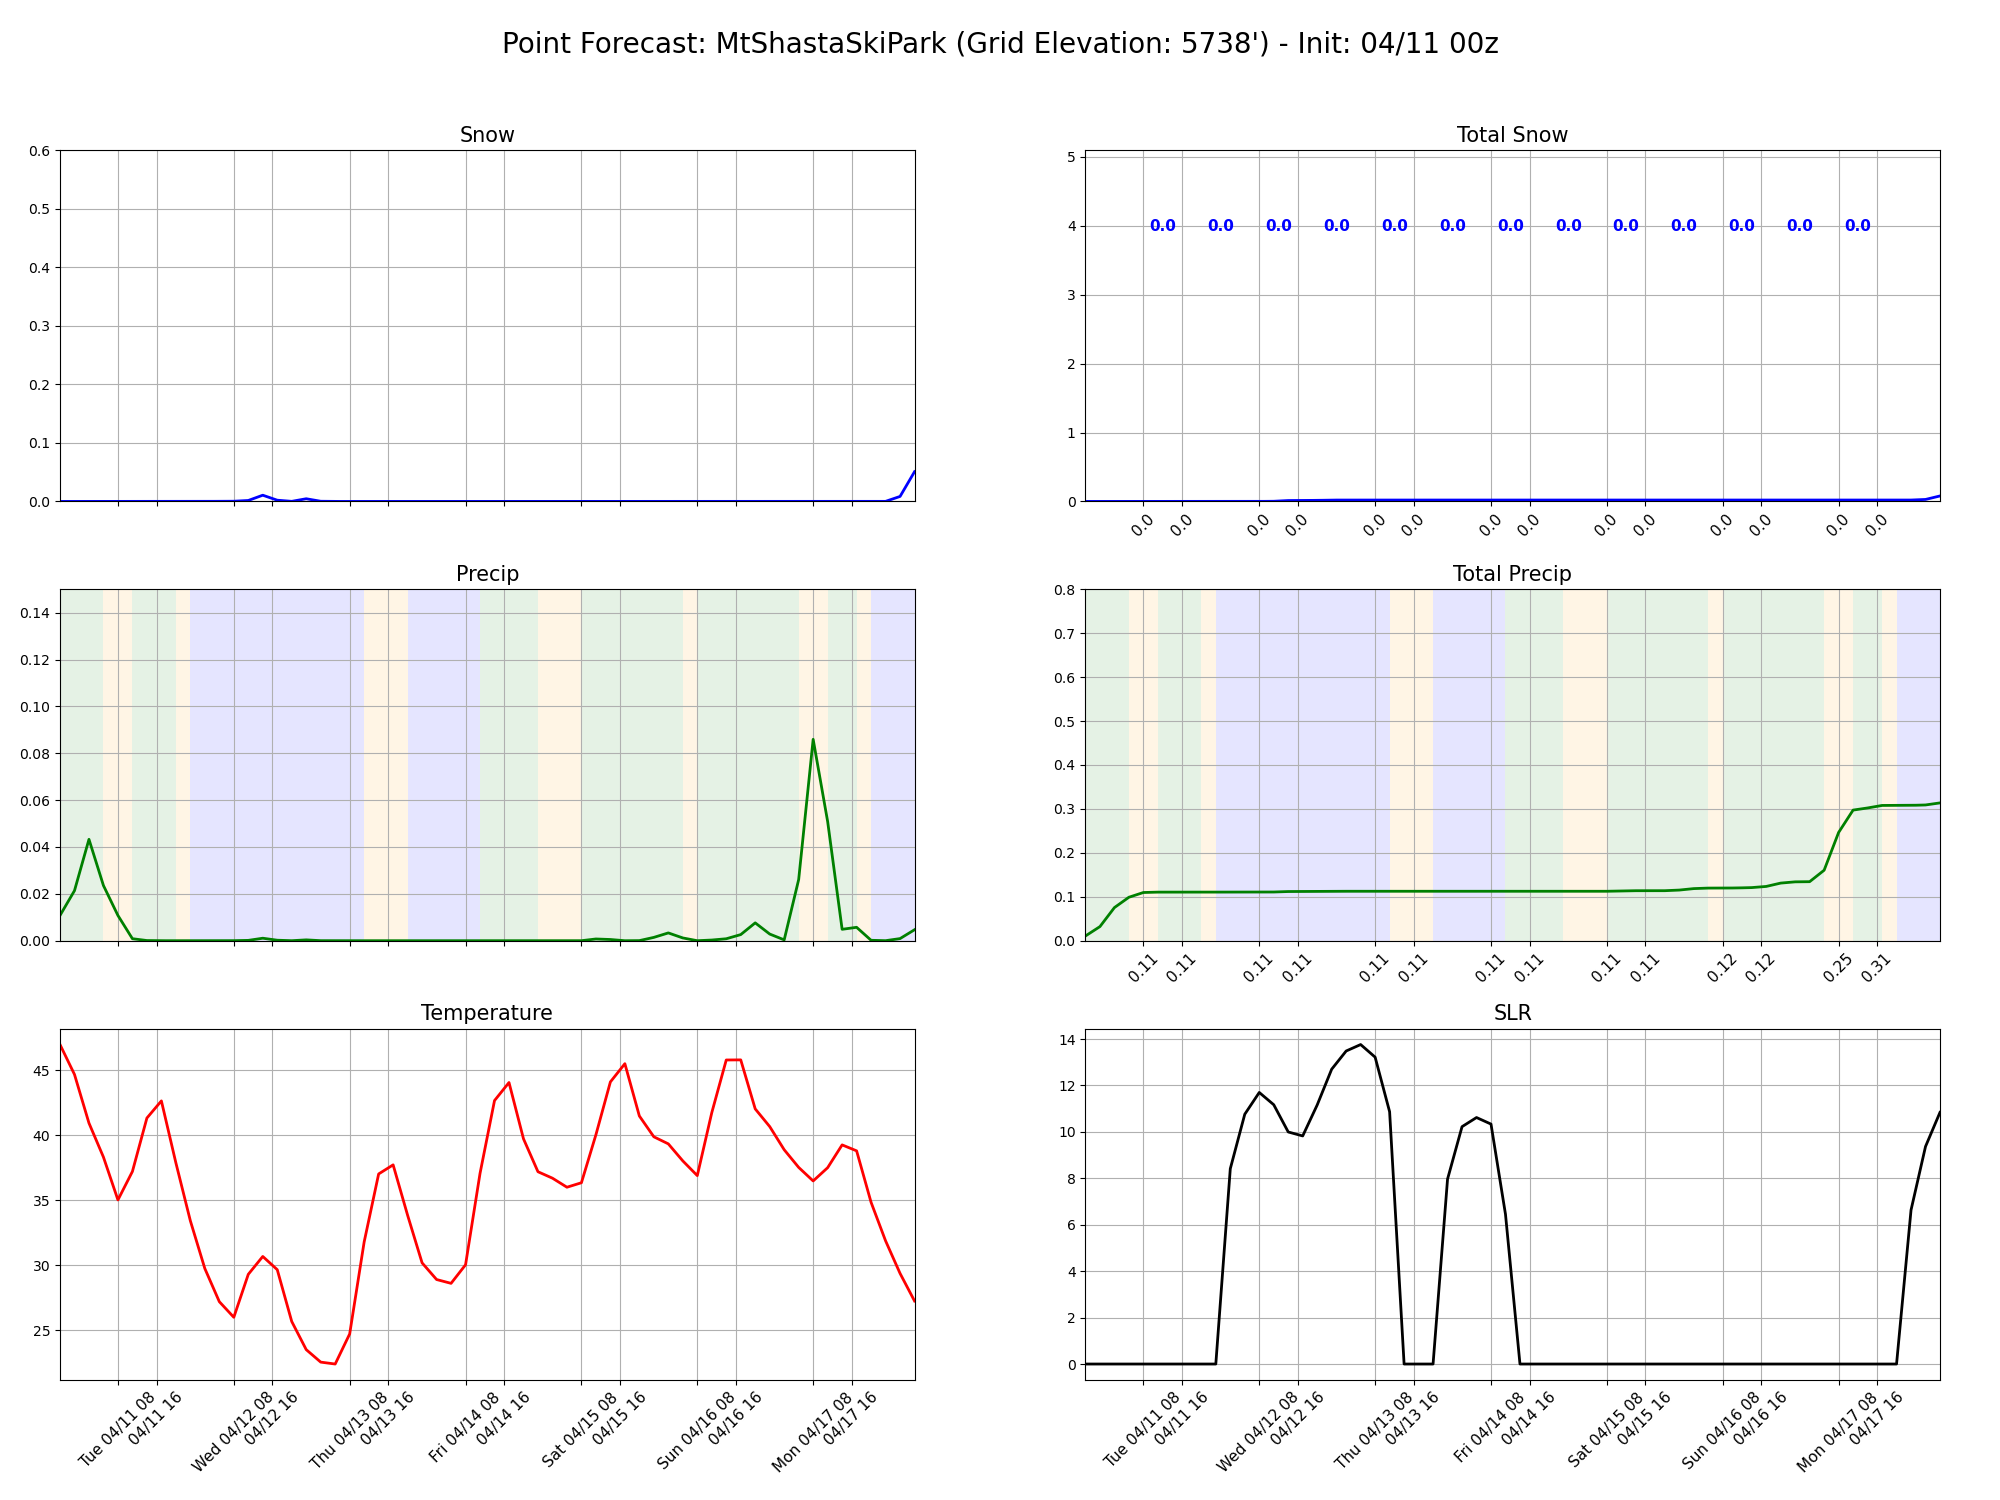 Point Forecast: MtShastaSkiPark (Grid Elevation: 5738') - Init: 04/11 00z
Snow
0.6
0.5
0.4
0.3
0.2
0.1
0.0
Total Snow
5
4
3
2
1
0
0.0 0.0 0.0 0.0 0.0 0.0 0.0 0.0 0.0 0.0 0.0 0.0 0.0
0.0 0.0 0.0 0.0 0.0 0.0 0.0 0.0 0.0 0.0 0.0 0.0 0.0 0.0
Precip
0.14
0.12
0.10
0.08
0.06
0.04
0.02
0.00
Total Precip
0.8
0.7
0.6
0.5
0.4
0.3
0.2
0.1
0.0
0.11 0.11 0.11 0.11 0.11 0.11 0.11 0.11 0.11 0.11 0.12 0.12 0.25 0.31
Temperature
45
40
35
30
25
Tue 04/11 08
04/11 16
Wed 04/12 08
04/12 16
Thu 04/13 08
04/13 16
Fri 04/14 08
04/14 16
Sat 04/15 08
04/15 16
Sun 04/16 08
04/16 16
Mon 04/17 08
04/17 16
SLR
14
12
10
8
6
4
2
0
Tue 04/11 08
04/11 16
Wed 04/12 08
04/12 16
Thu 04/13 08
04/13 16
Fri 04/14 08
04/14 16
Sat 04/15 08
04/15 16
Sun 04/16 08
04/16 16
Mon 04/17 08
04/17 16